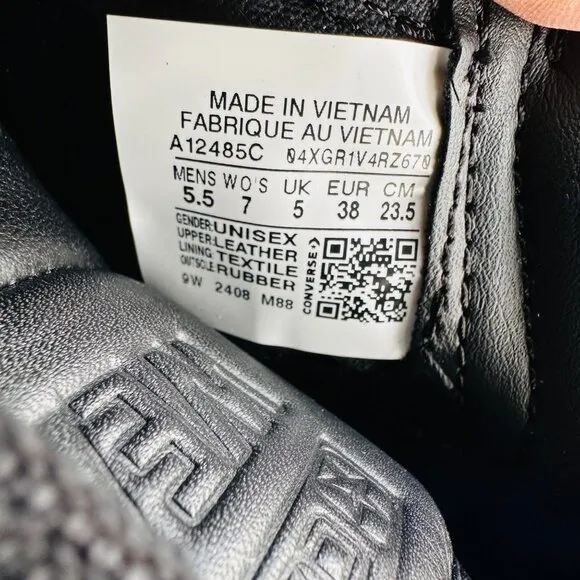 MADE IN VIETNAM
FABRIQUE AU VIETNAM
A12485C 04XGR1V4RZ670
MENS WO'S UK EUR CM
5.5 7 5 38 23.5
GENDER: UNISEX
UPPER: LEATHER
LINING: TEXTILE
OUTSOLE: RUBBER
9W 2408 M88
CONVERSE